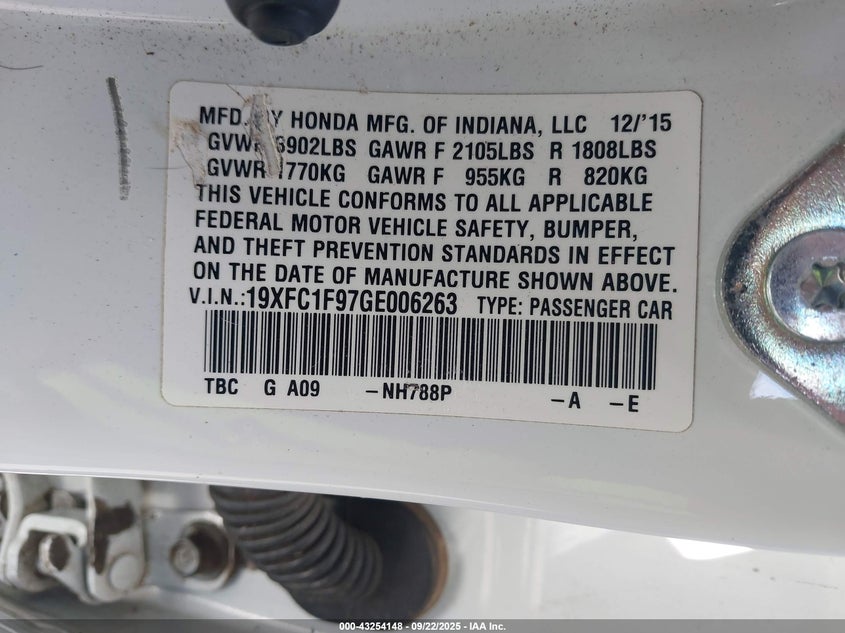 MFD. BY HONDA MFG. OF INDIANA, LLC 12/'15
GVWR 3902LBS GAWR F 2105LBS R 1808LBS
GVWR 1770KG GAWR F 955KG R 820KG
THIS VEHICLE CONFORMS TO ALL APPLICABLE
FEDERAL MOTOR VEHICLE SAFETY, BUMPER,
AND THEFT PREVENTION STANDARDS IN EFFECT
ON THE DATE OF MANUFACTURE SHOWN ABOVE.
V.I.N.:19XFC1F97GE006263 TYPE: PASSENGER CAR
TBC G A09 -NH788P -A -E
000-43254148 - 09/22/2025 - IAA Inc.